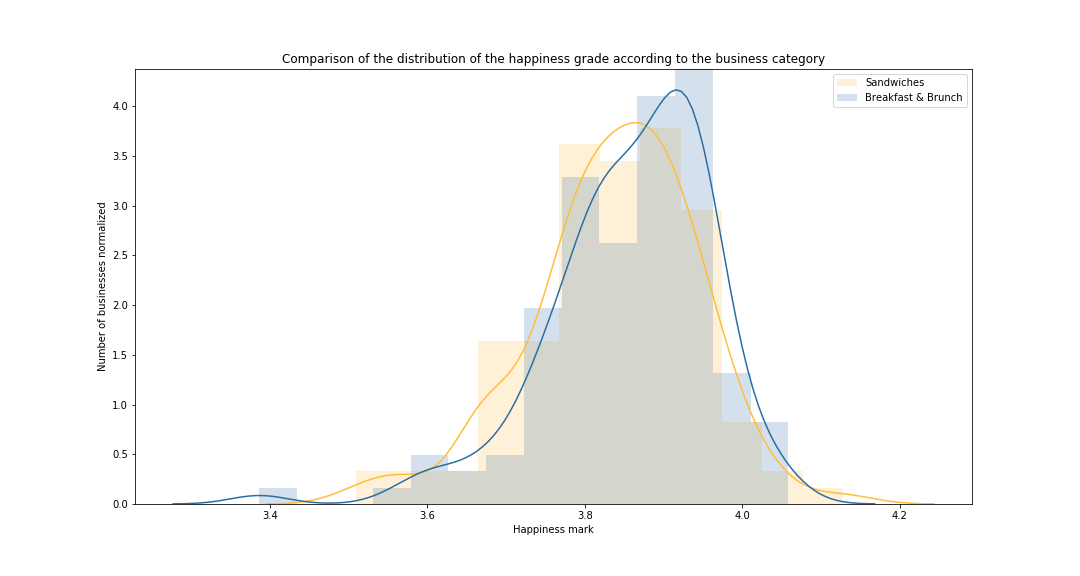 Comparison of the distribution of the happiness grade according to the business category
Sandwiches
Breakfast & Brunch
Number of businesses normalized
4.0
3.5
3.0
2.5
2.0
1.5
1.0
0.5
0.0
3.4 3.6 3.8 4.0 4.2
Happiness mark